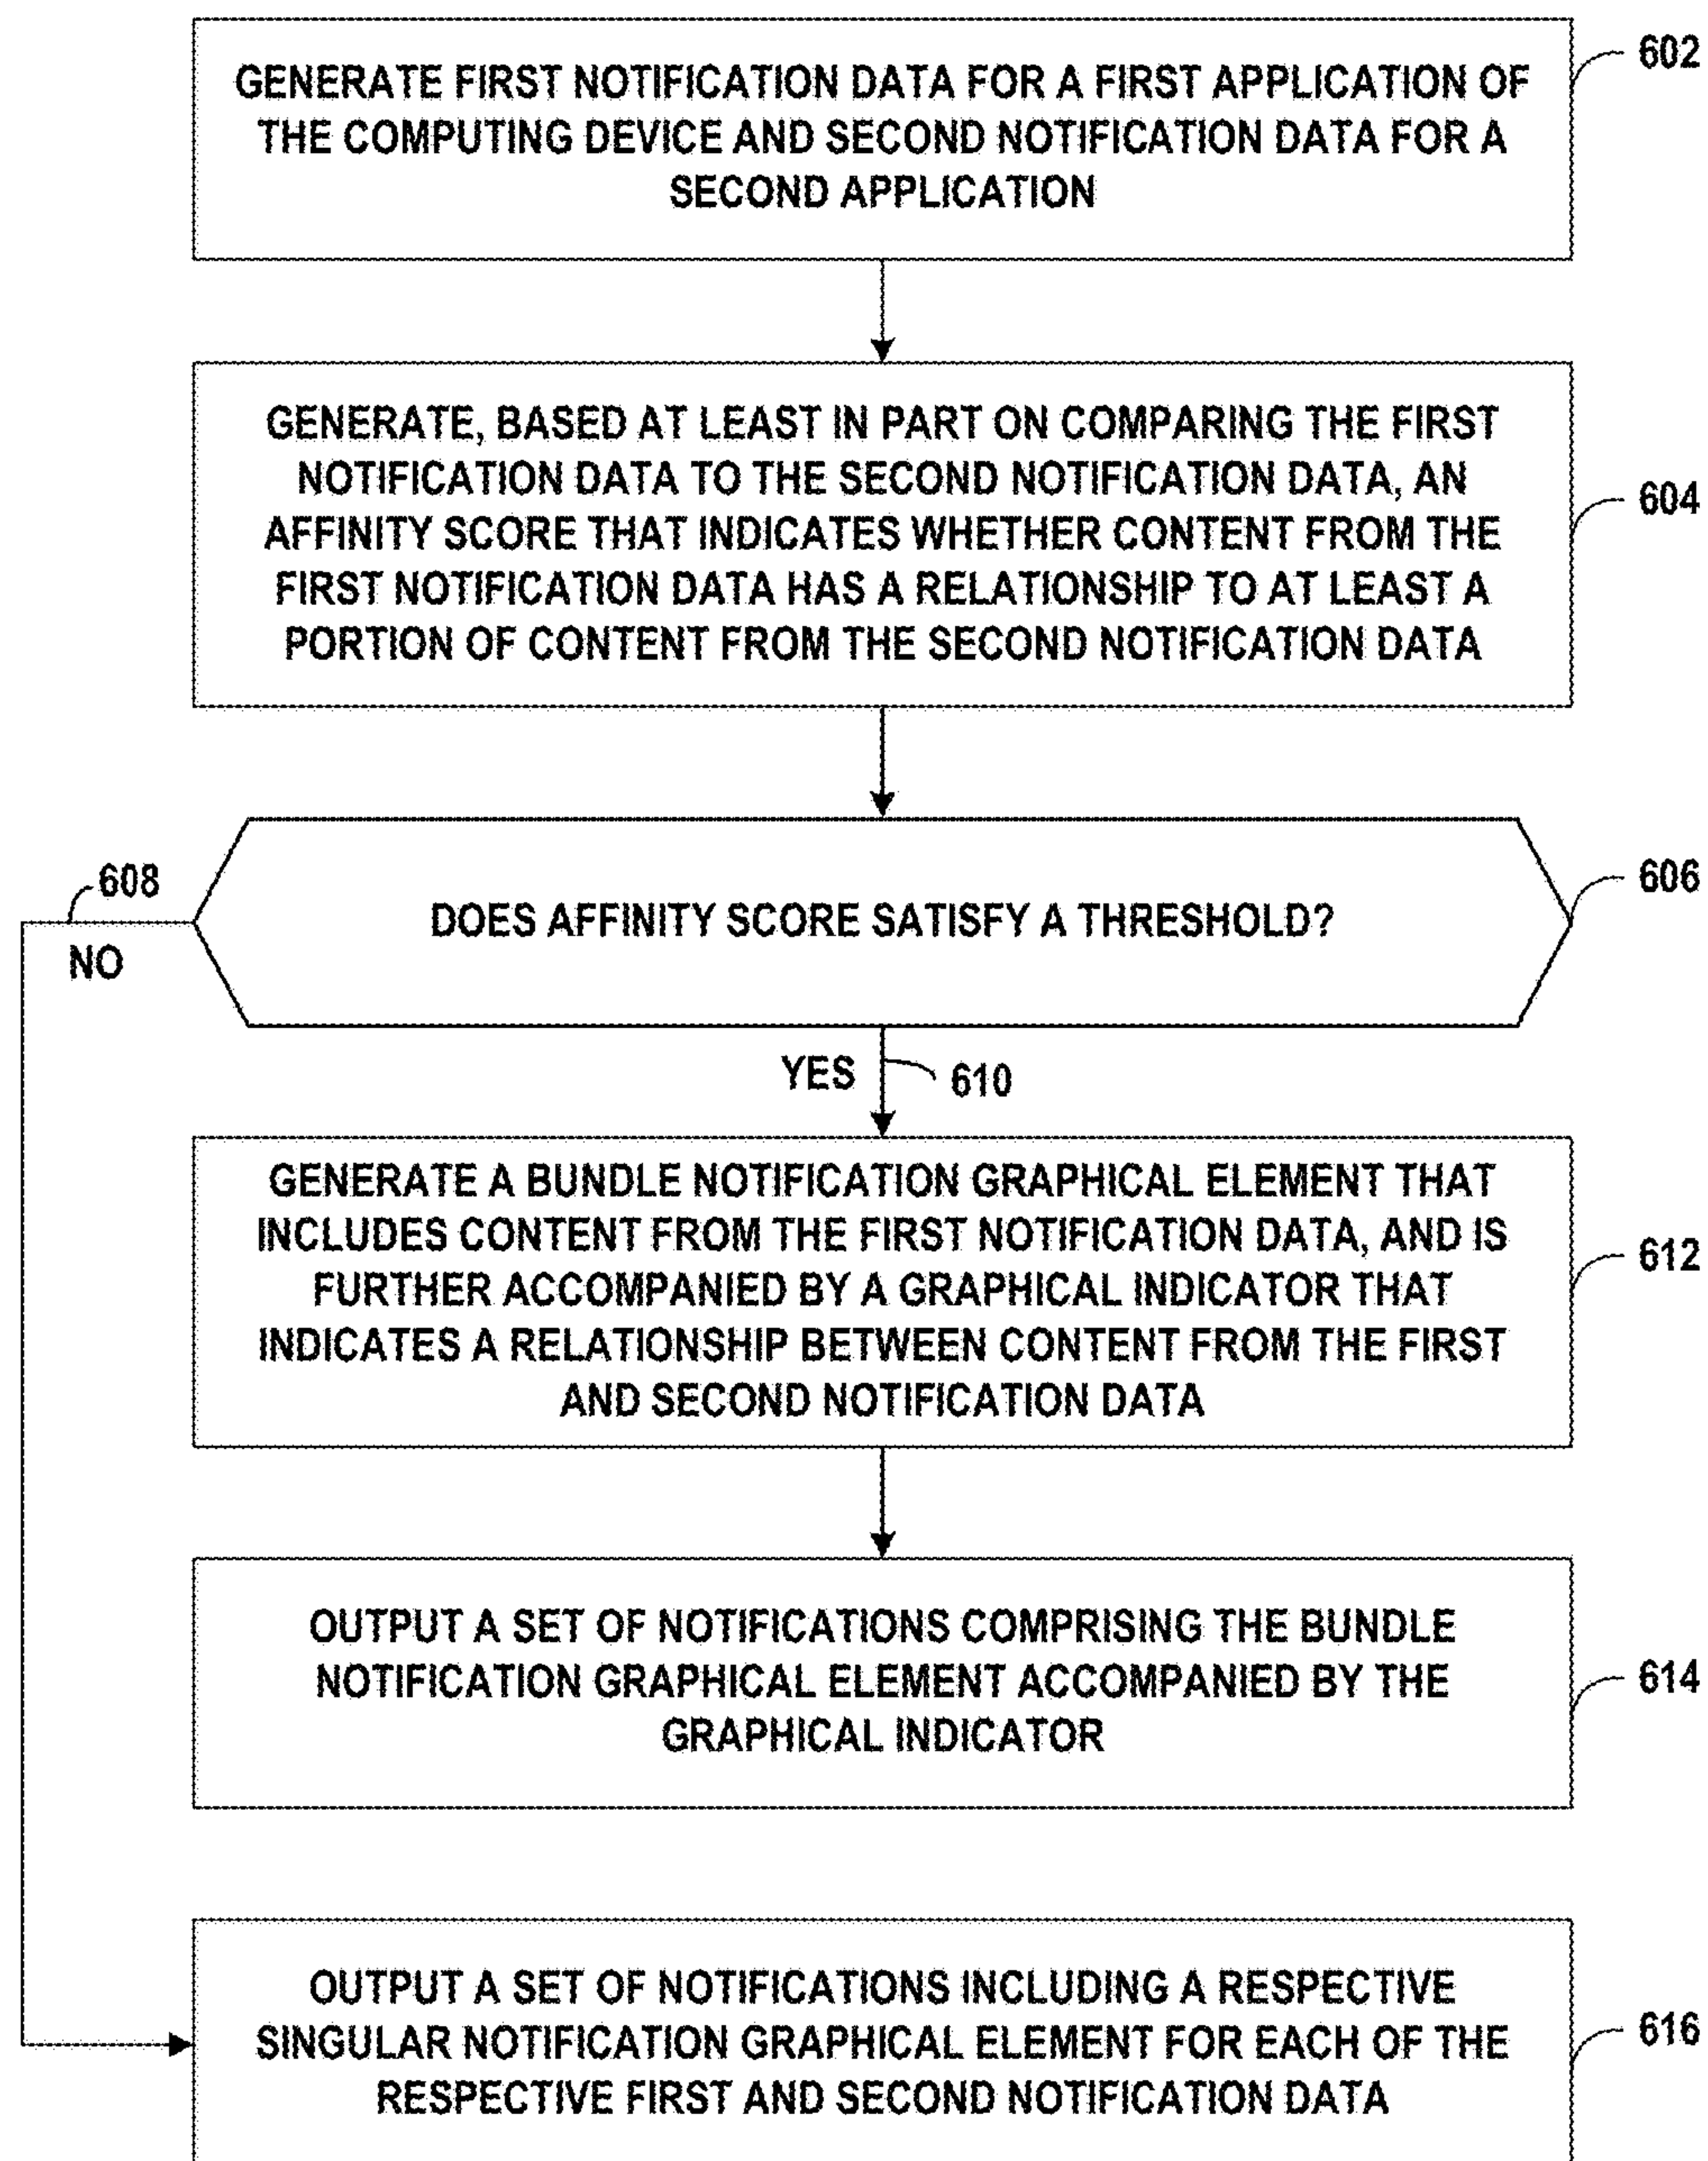 GENERATE FIRST NOTIFICATION DATA FOR A FIRST APPLICATION OF
THE COMPUTING DEVICE AND SECOND NOTIFICATION DATA FOR A
SECOND APPLICATION
602
GENERATE, BASED AT LEAST IN PART ON COMPARING THE FIRST
NOTIFICATION DATA TO THE SECOND NOTIFICATION DATA, AN
AFFINITY SCORE THAT INDICATES WHETHER CONTENT FROM THE
FIRST NOTIFICATION DATA HAS A RELATIONSHIP TO AT LEAST A
PORTION OF CONTENT FROM THE SECOND NOTIFICATION DATA
604
DOES AFFINITY SCORE SATISFY A THRESHOLD?
606
608
NO
YES
610
GENERATE A BUNDLE NOTIFICATION GRAPHICAL ELEMENT THAT
INCLUDES CONTENT FROM THE FIRST NOTIFICATION DATA, AND IS
FURTHER ACCOMPANIED BY A GRAPHICAL INDICATOR THAT
INDICATES A RELATIONSHIP BETWEEN CONTENT FROM THE FIRST
AND SECOND NOTIFICATION DATA
612
OUTPUT A SET OF NOTIFICATIONS COMPRISING THE BUNDLE
NOTIFICATION GRAPHICAL ELEMENT ACCOMPANIED BY THE
GRAPHICAL INDICATOR
614
OUTPUT A SET OF NOTIFICATIONS INCLUDING A RESPECTIVE
SINGULAR NOTIFICATION GRAPHICAL ELEMENT FOR EACH OF THE
RESPECTIVE FIRST AND SECOND NOTIFICATION DATA
616